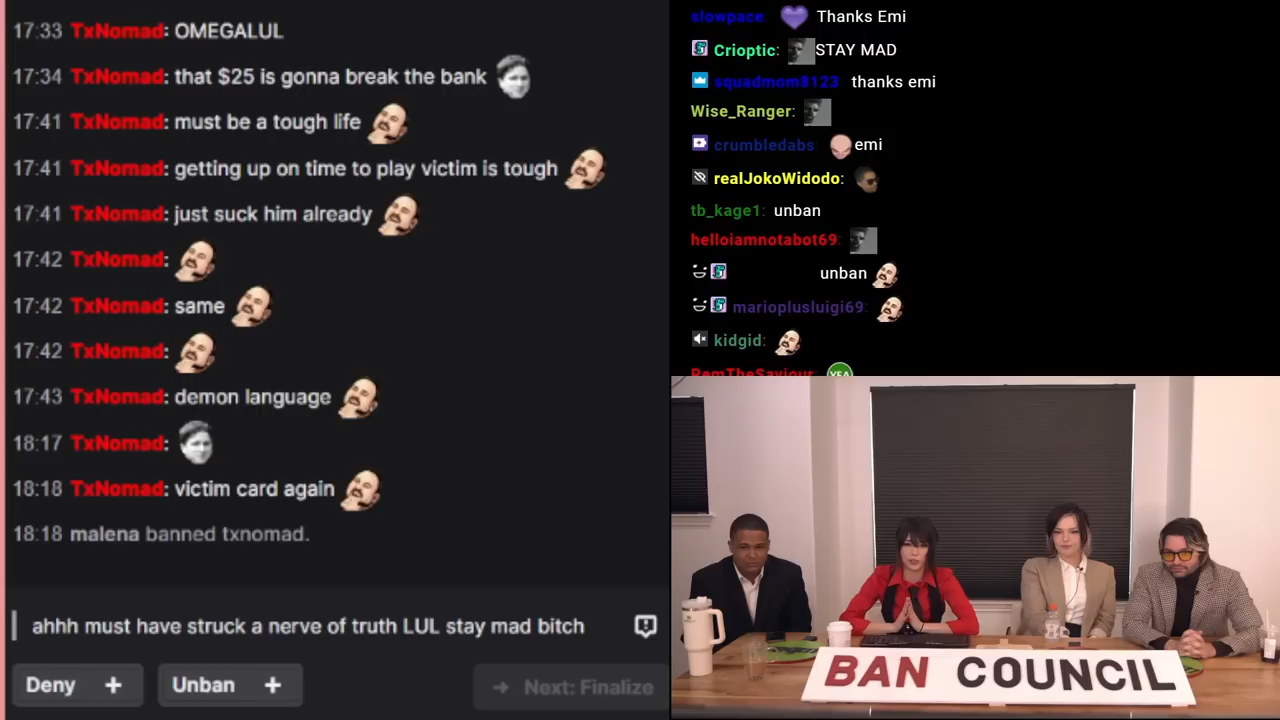 17:33 TxNomad: OMEGALUL
17:34 TxNomad: that $25 is gonna break the bank
17:41 TxNomad: must be a tough life
17:41 TxNomad: getting up on time to play victim is tough
17:41 TxNomad: just suck him already
17:42 TxNomad:
17:42 TxNomad: same
17:42 TxNomad:
17:43 TxNomad: demon language
18:17 TxNomad:
18:18 TxNomad: victim card again
18:18 malena banned txnomad.
ahhh must have struck a nerve of truth LUL stay mad bitch
Deny +
Unban +
→ Next: Finalize
slowpace: Thanks Emi
Crioptic: STAY MAD
squadmom8123 thanks emi
Wise_Ranger:
crumbledabs: emi
realJokoWidodo:
tb_kage1: unban
helloiamnotabot69:
unban
marioplusluigi69:
kidgid:
RemTheSaviour: YEA
BAN COUNCIL